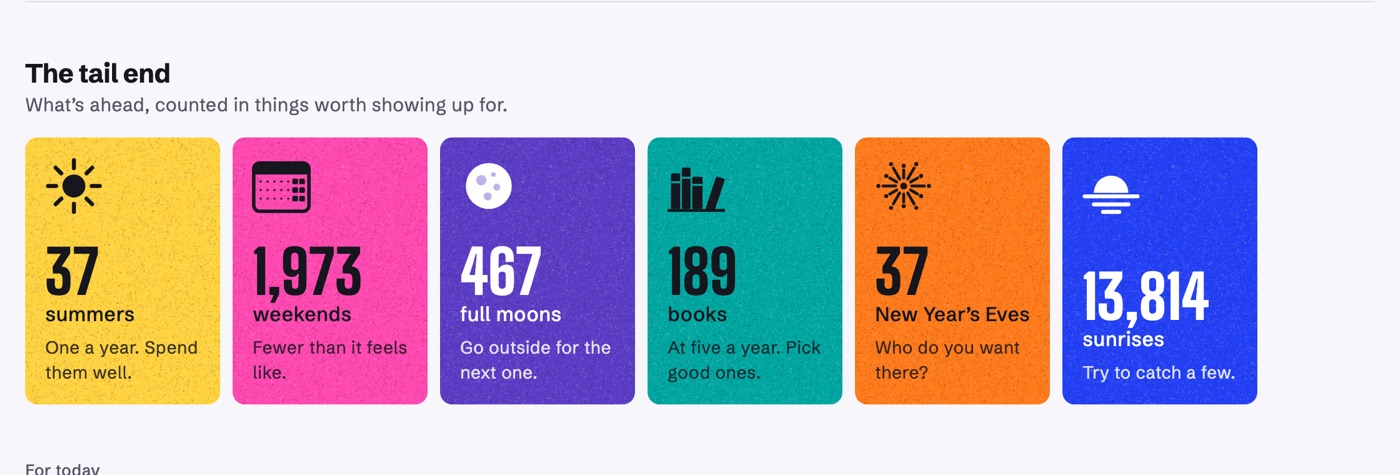 The tail end
What’s ahead, counted in things worth showing up for.
37
summers
One a year. Spend
them well.
1,973
weekends
Fewer than it feels
like.
467
full moons
Go outside for the
next one.
189
books
At five a year. Pick
good ones.
37
New Year’s Eves
Who do you want
there?
13,814
sunrises
Try to catch a few.
For today